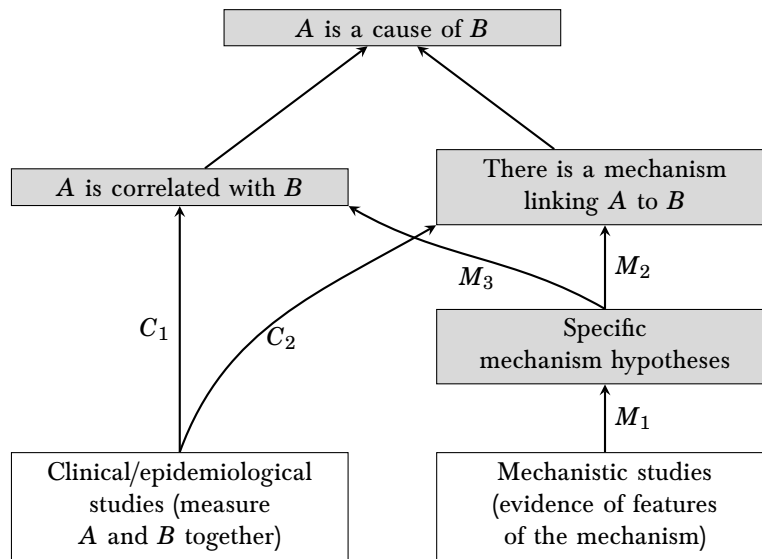 A is a cause of B
A is correlated with B
There is a mechanism
linking A to B
M₃
M₂
C₁
C₂
Specific
mechanism hypotheses
M₁
Clinical/epidemiological
studies (measure
A and B together)
Mechanistic studies
(evidence of features
of the mechanism)